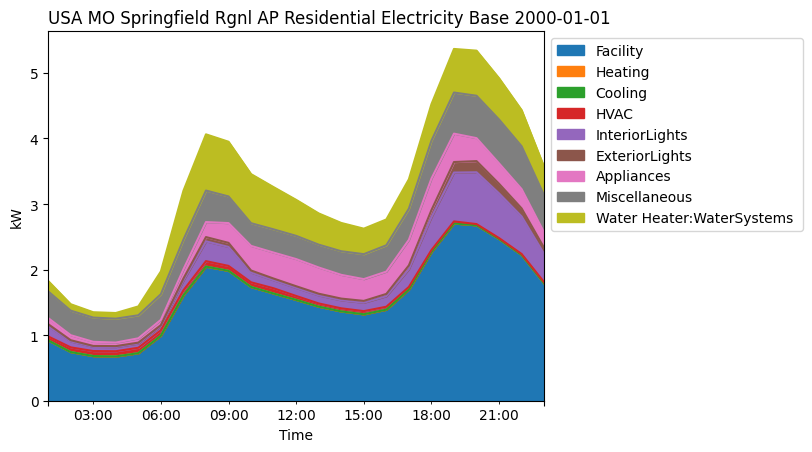 USA MO Springfield Rgnl AP Residential Electricity Base 2000-01-01
5
4
3
2
1
0
kW
03:00 06:00 09:00 12:00 15:00 18:00 21:00
Time
Facility
Heating
Cooling
HVAC
InteriorLights
ExteriorLights
Appliances
Miscellaneous
Water Heater:WaterSystems